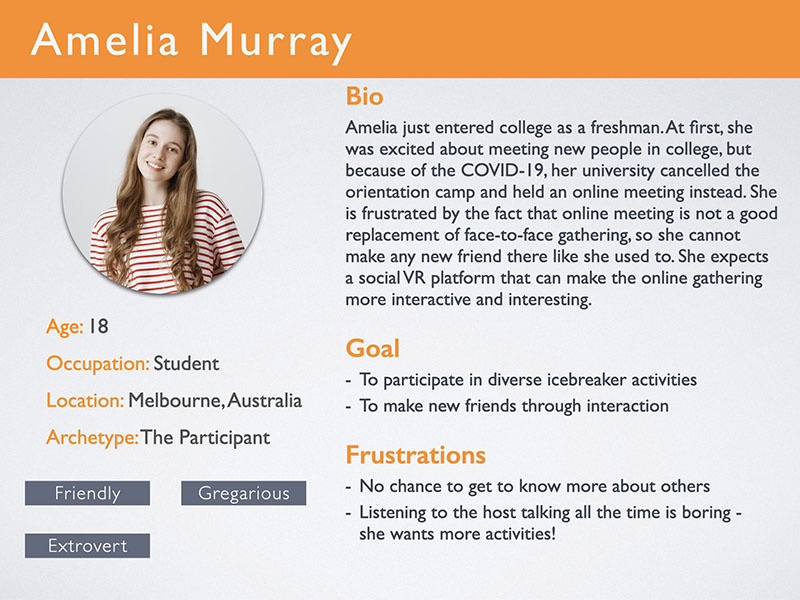 Amelia Murray
Age: 18
Occupation: Student
Location: Melbourne, Australia
Archetype: The Participant
Friendly
Gregarious
Extrovert
Bio
Amelia just entered college as a freshman. At first, she
was excited about meeting new people in college, but
because of the COVID-19, her university cancelled the
orientation camp and held an online meeting instead. She
is frustrated by the fact that online meeting is not a good
replacement of face-to-face gathering, so she cannot
make any new friend there like she used to. She expects
a social VR platform that can make the online gathering
more interactive and interesting.
Goal
- To participate in diverse icebreaker activities
- To make new friends through interaction
Frustrations
- No chance to get to know more about others
- Listening to the host talking all the time is boring -
she wants more activities!